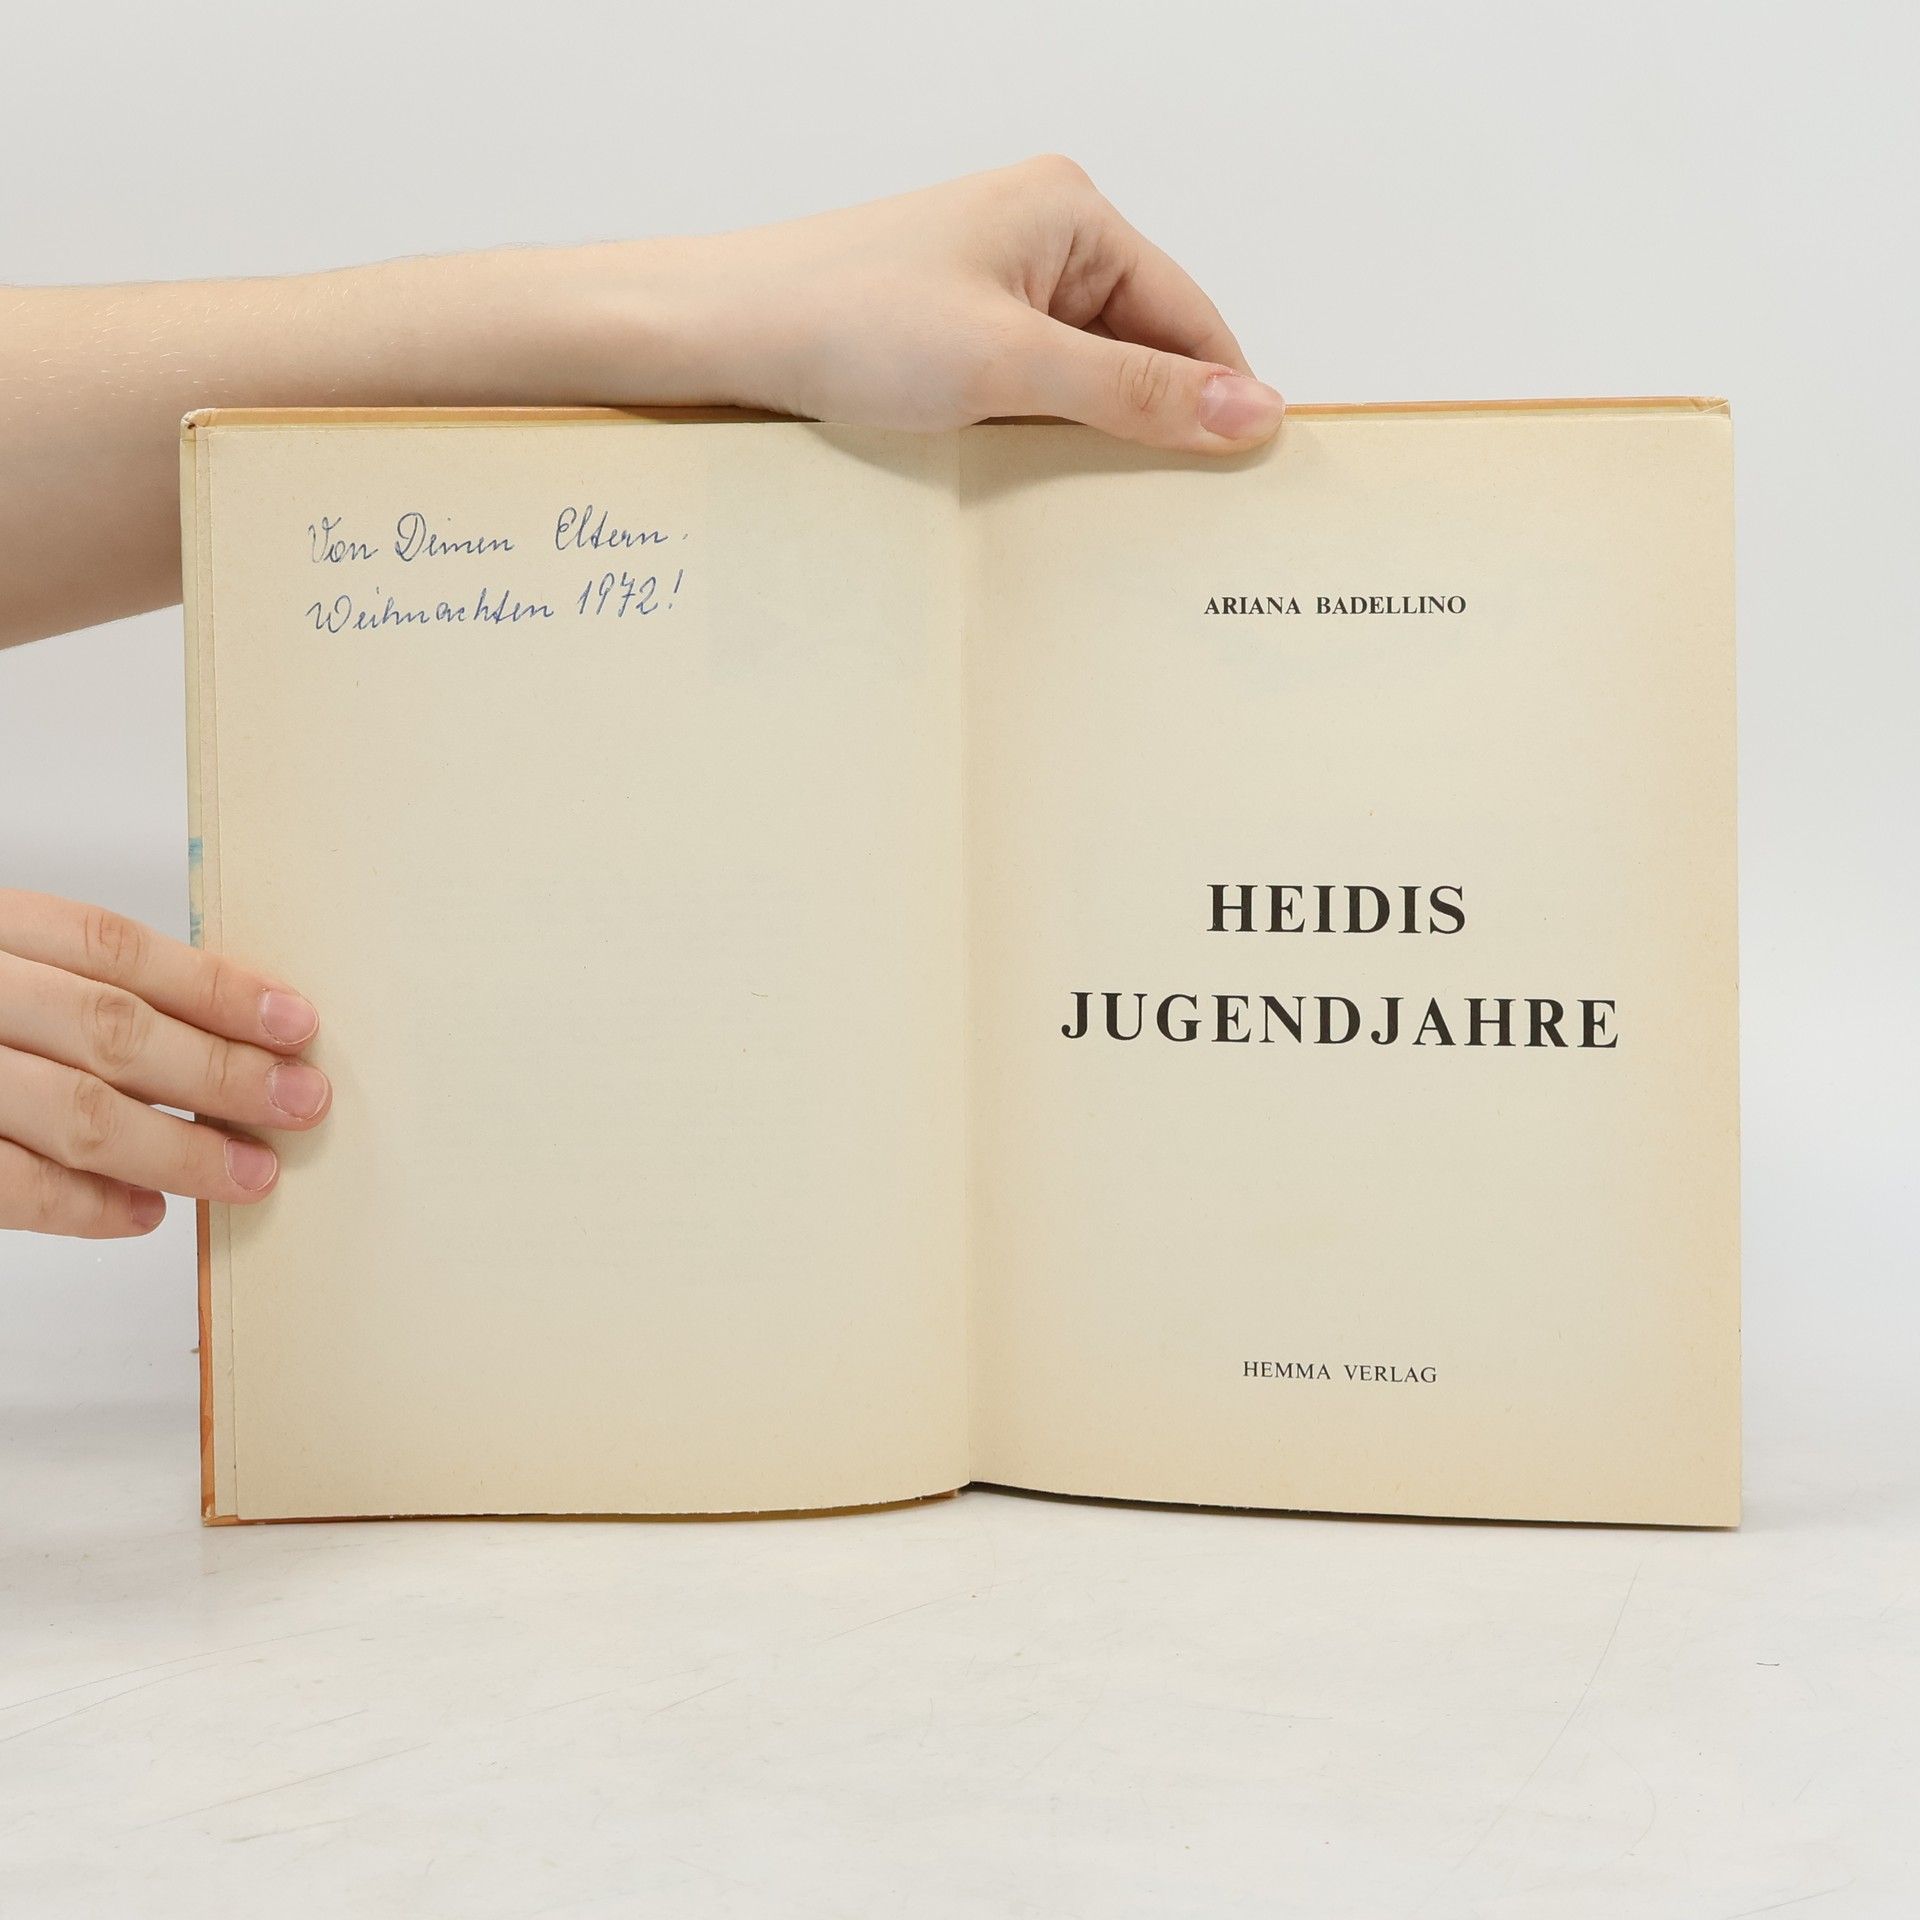 Von Deinen Eltern.
Weihnachten 1972!
ARIANA BADELLINO
HEIDIS
JUGENDJAHRE
HEMMA VERLAG